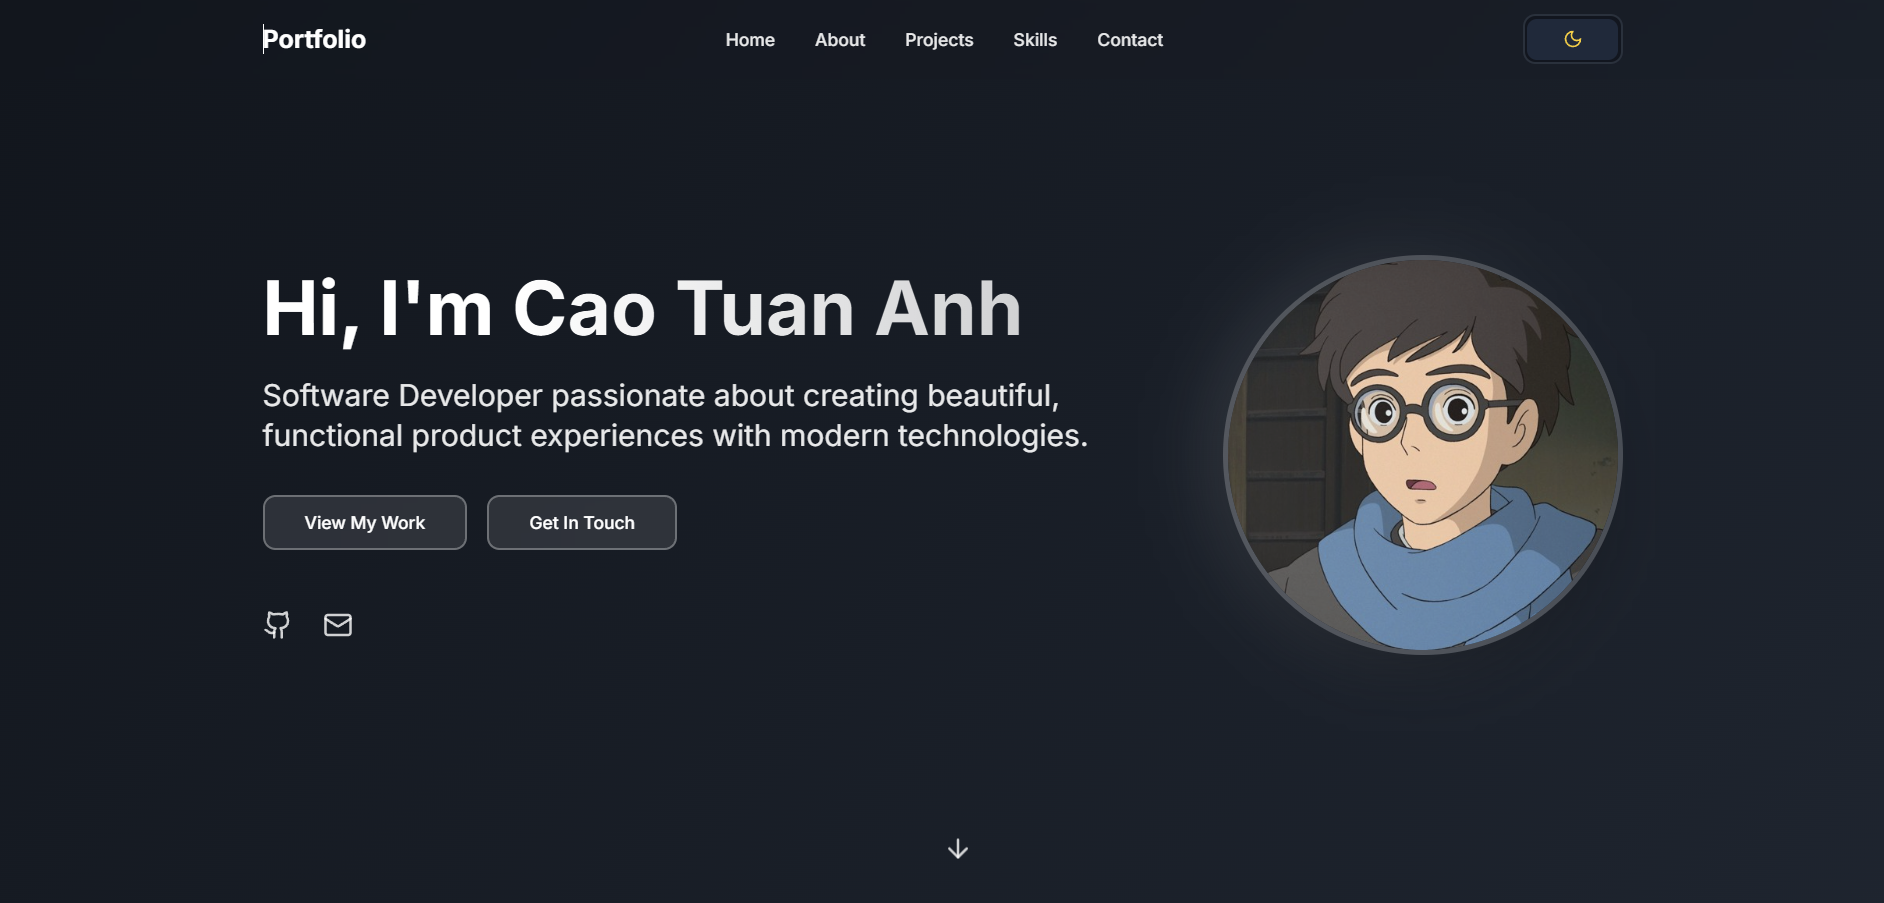 Portfolio
Home
About
Projects
Skills
Contact
Hi, I'm Cao Tuan Anh
Software Developer passionate about creating beautiful,
functional product experiences with modern technologies.
View My Work
Get In Touch